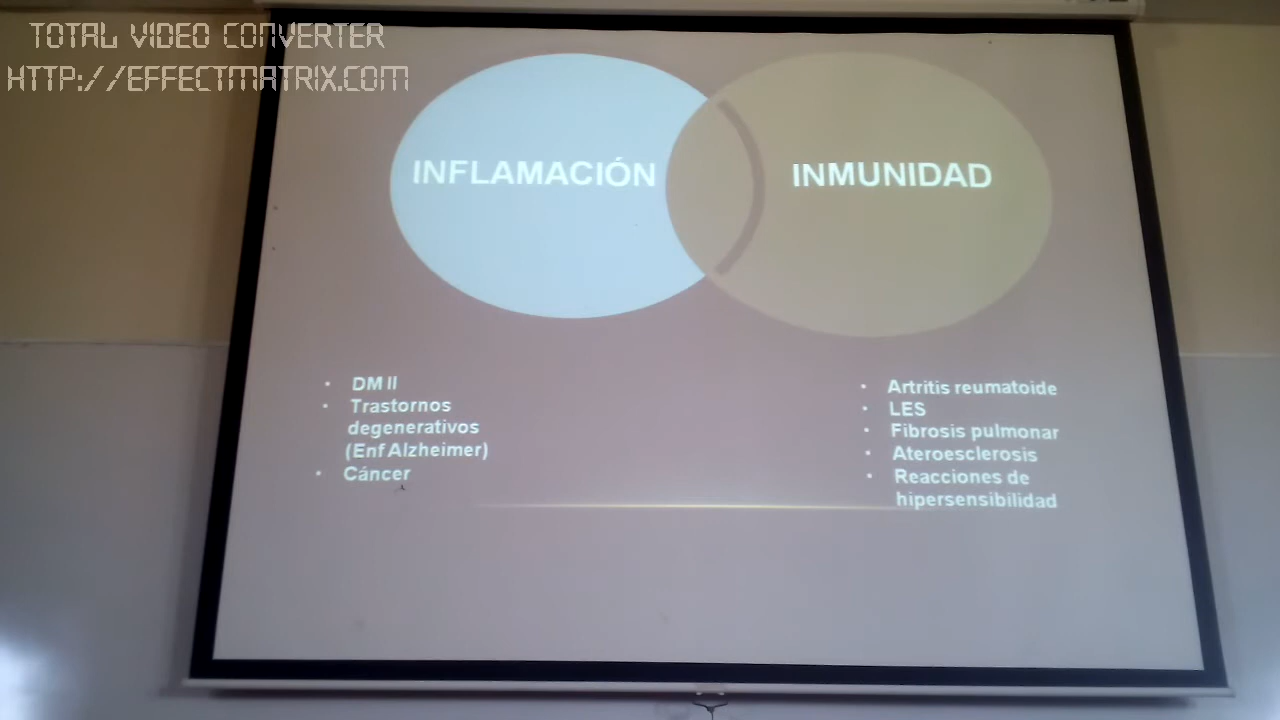 TOTAL VIDEO CONVERTER
HTTP://EFFECTMATRIX.COM
INFLAMACIÓN
INMUNIDAD
• DM II
• Trastornos
degenerativos
(Enf Alzheimer)
• Cáncer
• Artritis reumatoide
• LES
• Fibrosis pulmonar
• Ateroesclerosis
• Reacciones de
hipersensibilidad